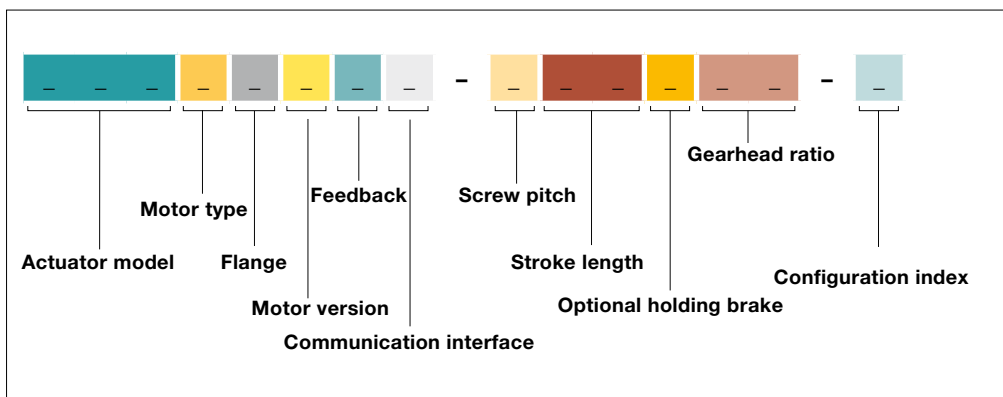 _ _ _ _ _ _ _ _ – _ _ _ _ _ _ – _
Gearhead ratio
Feedback
Screw pitch
Motor type
Actuator model
Flange
Stroke length
Configuration index
Motor version
Optional holding brake
Communication interface